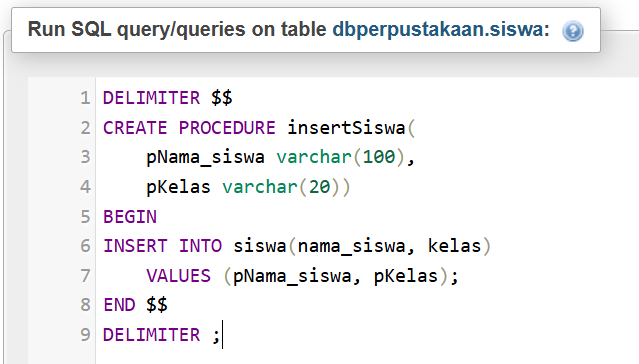 Run SQL query/queries on table dbperpustakaan.siswa:
1 DELIMITER $$
2 CREATE PROCEDURE insertSiswa(
3 pNama_siswa varchar(100),
4 pKelas varchar(20))
5 BEGIN
6 INSERT INTO siswa(nama_siswa, kelas)
7 VALUES (pNama_siswa, pKelas);
8 END $$
9 DELIMITER ;